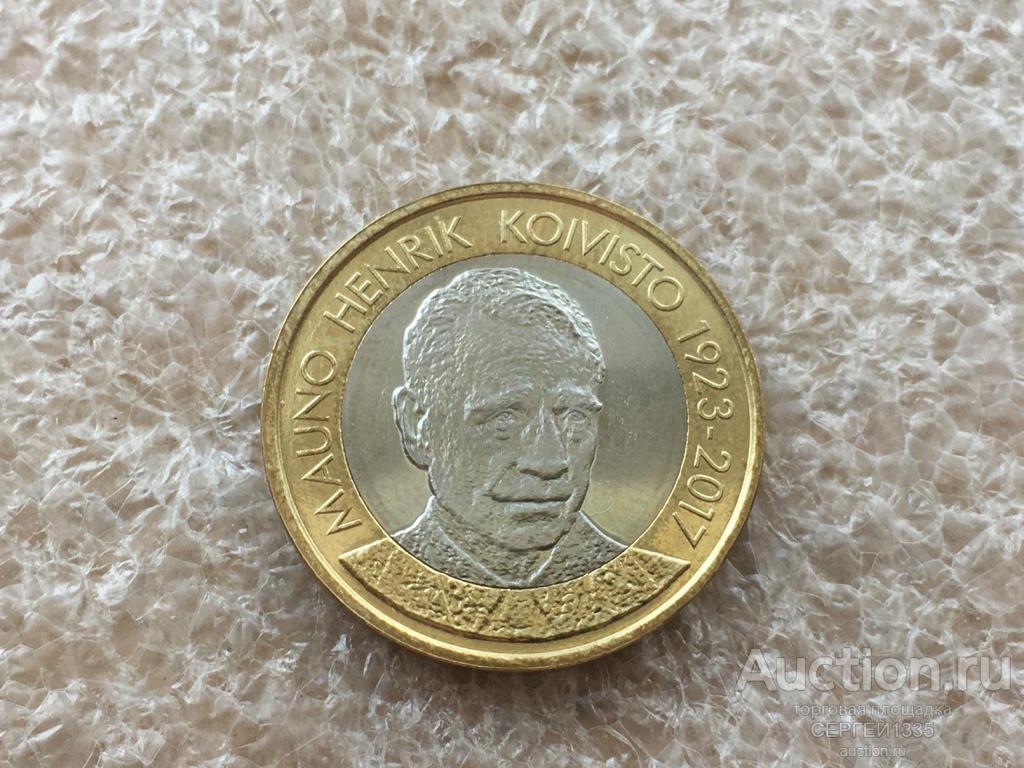 MAUNO HENRIK KOIVISTO 1923-2017
Auction.ru
торговая площадка
СЕРГЕЙ1335
auction.ru